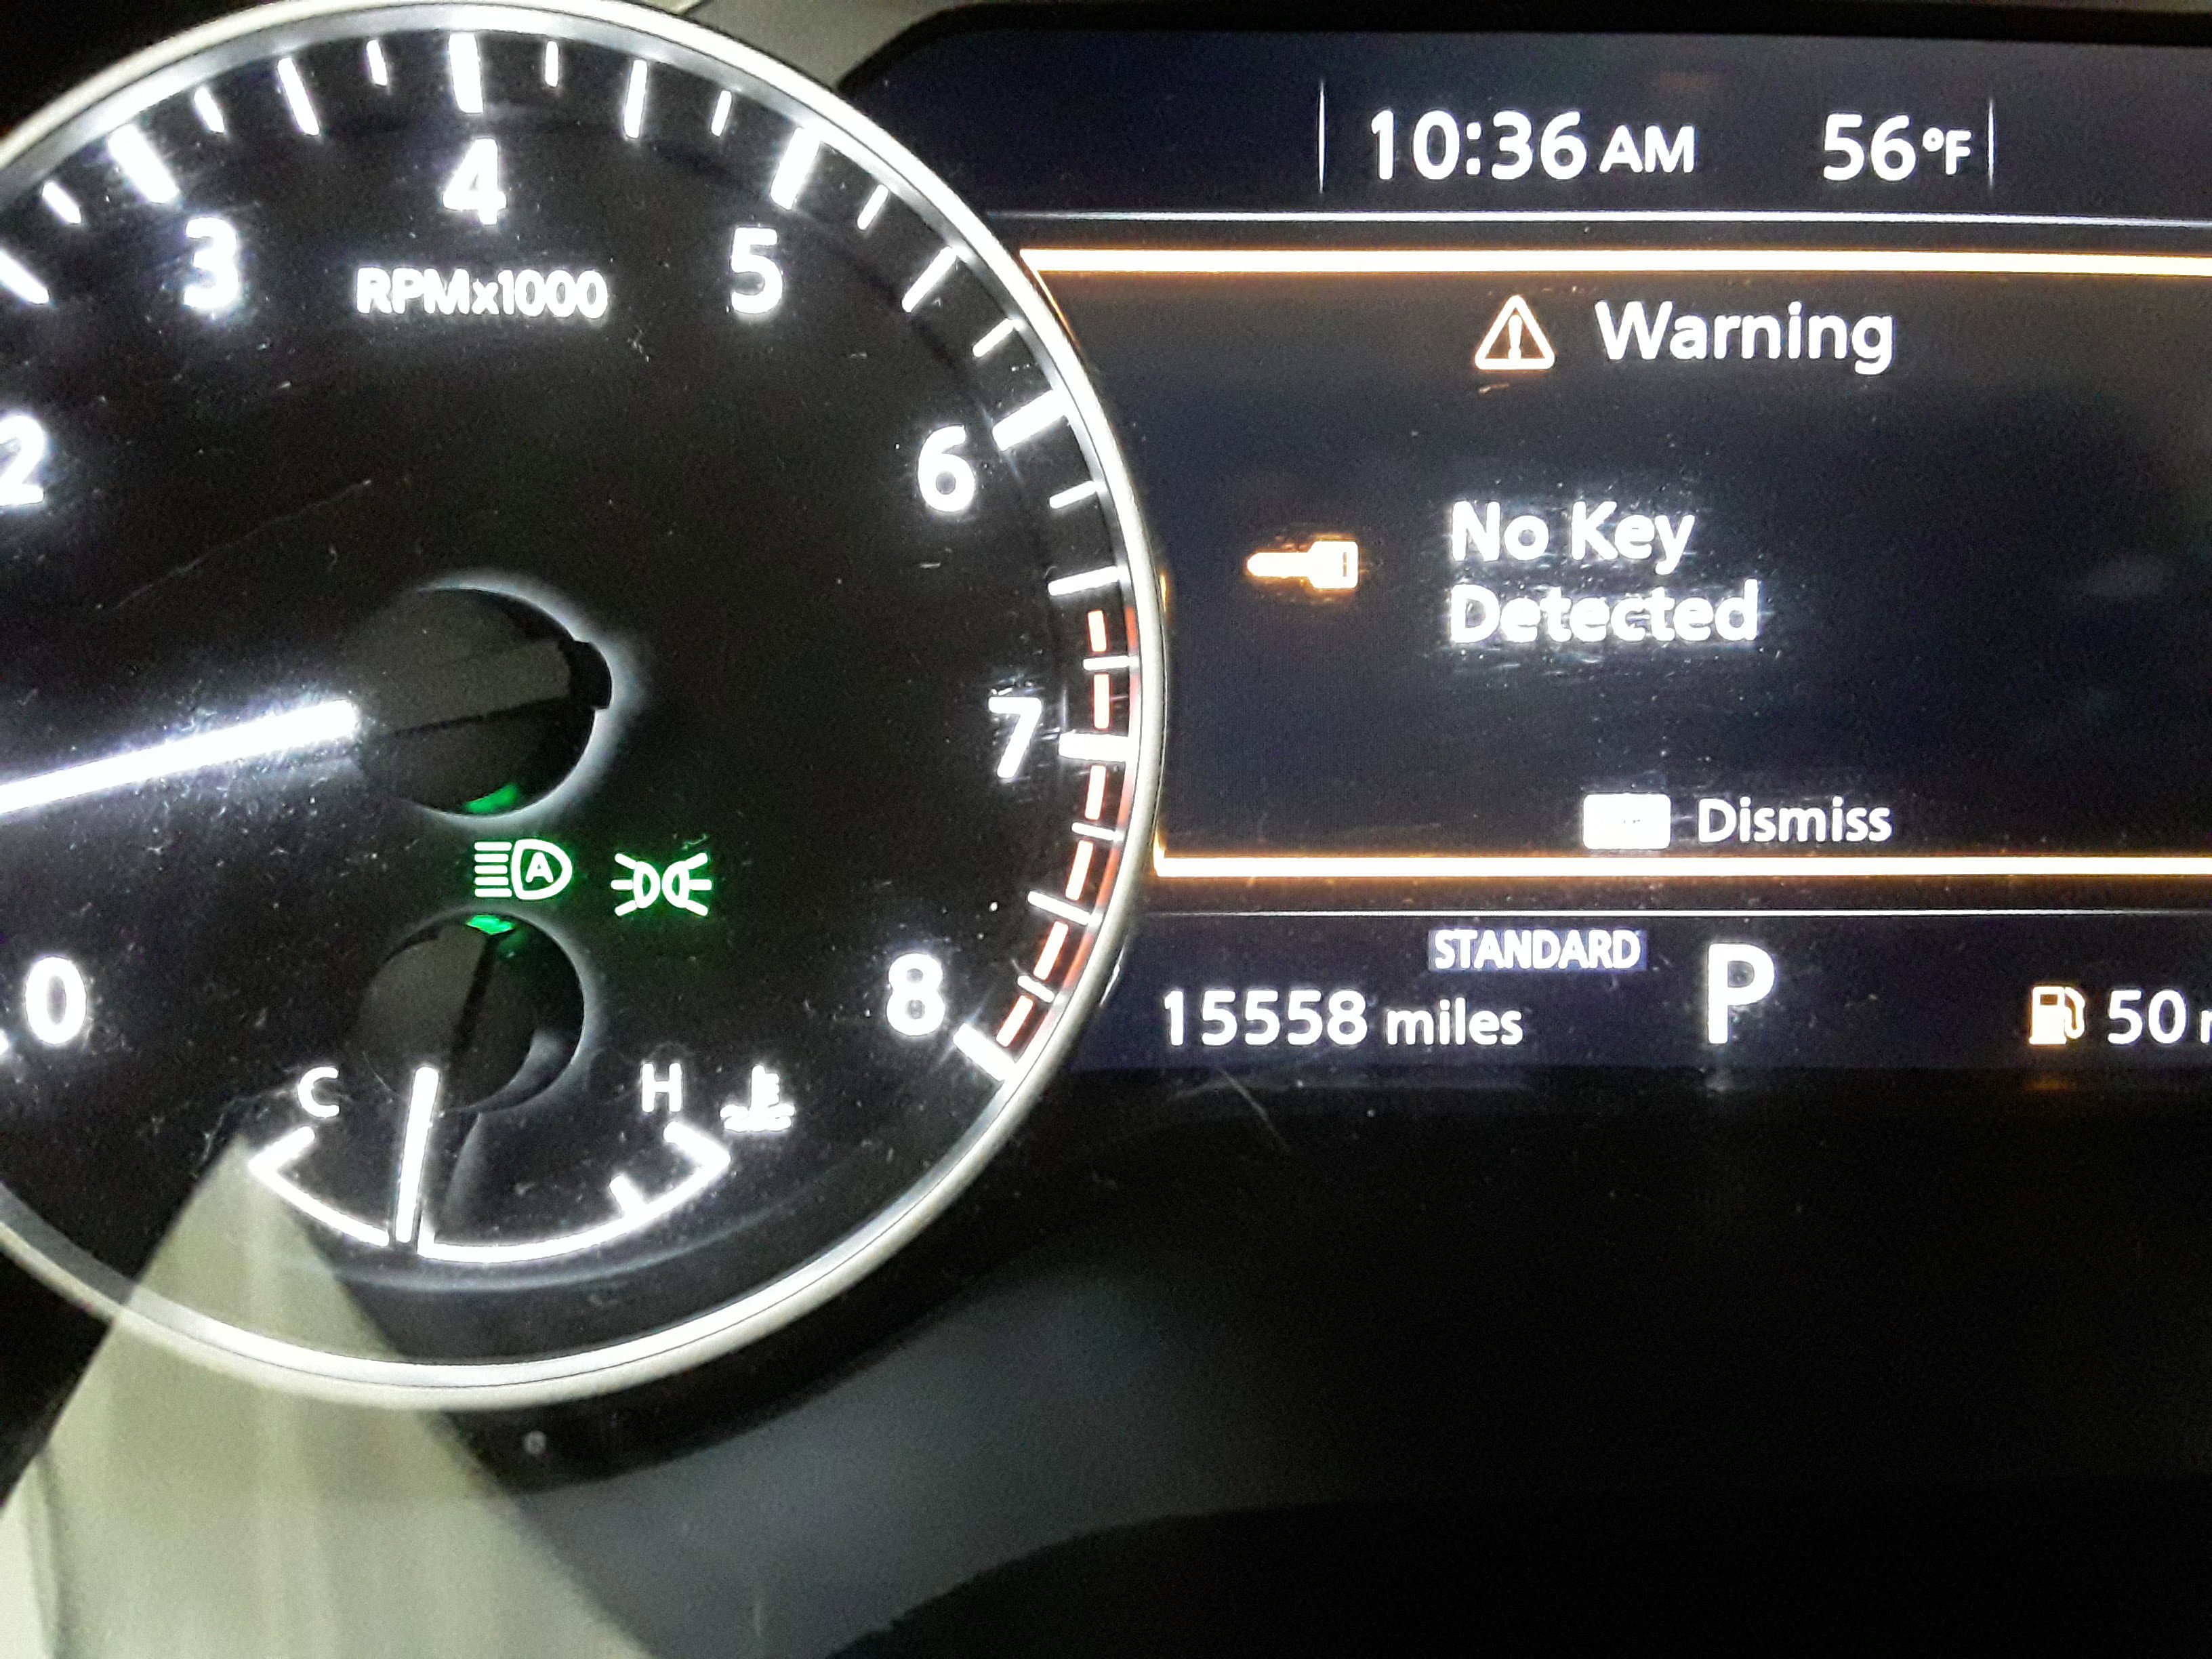 4
3
5
RPMx1000
2
6
7
A
0
8
C
H
10:36 AM 56°F
Warning
No Key
Detected
Dismiss
STANDARD
15558 miles P 50